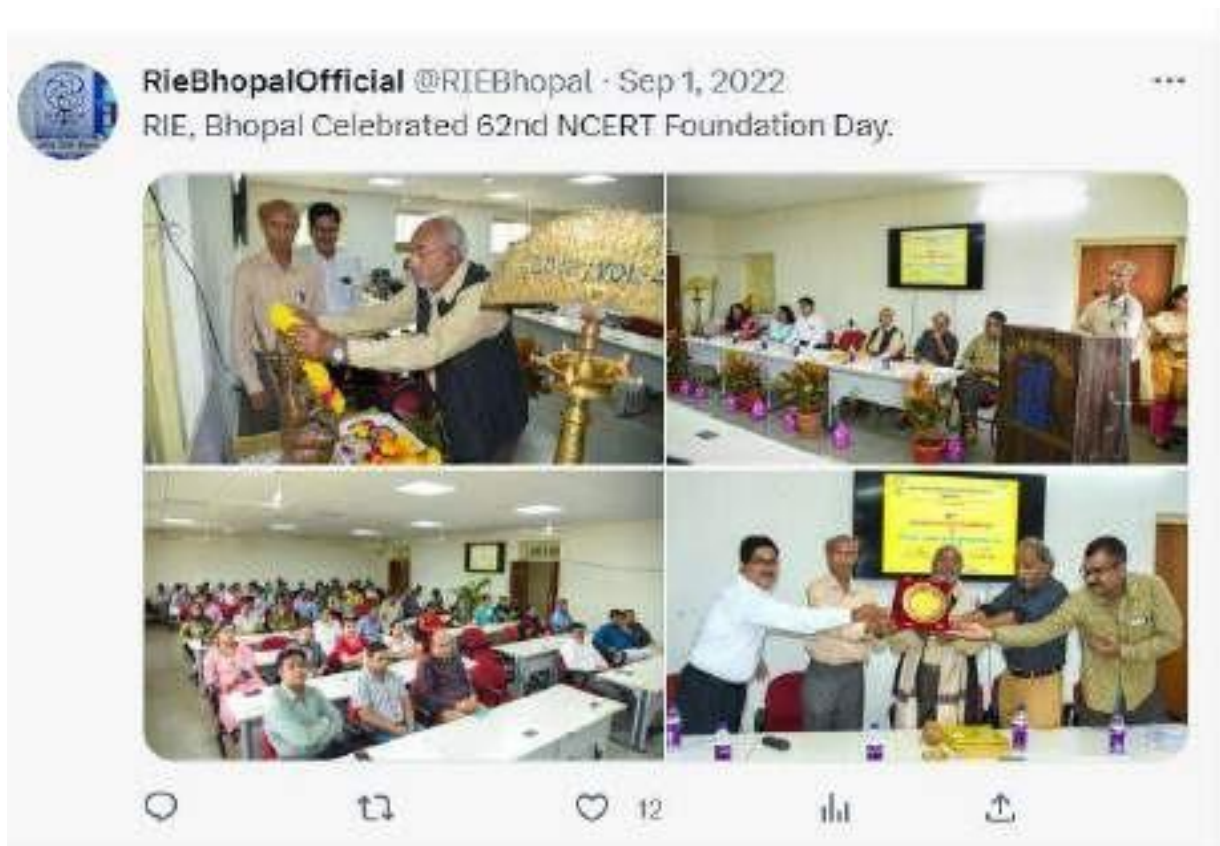 RieBhopalOfficial @RIEBhopal · Sep 1, 2022
RIE, Bhopal Celebrated 62nd NCERT Foundation Day.
12